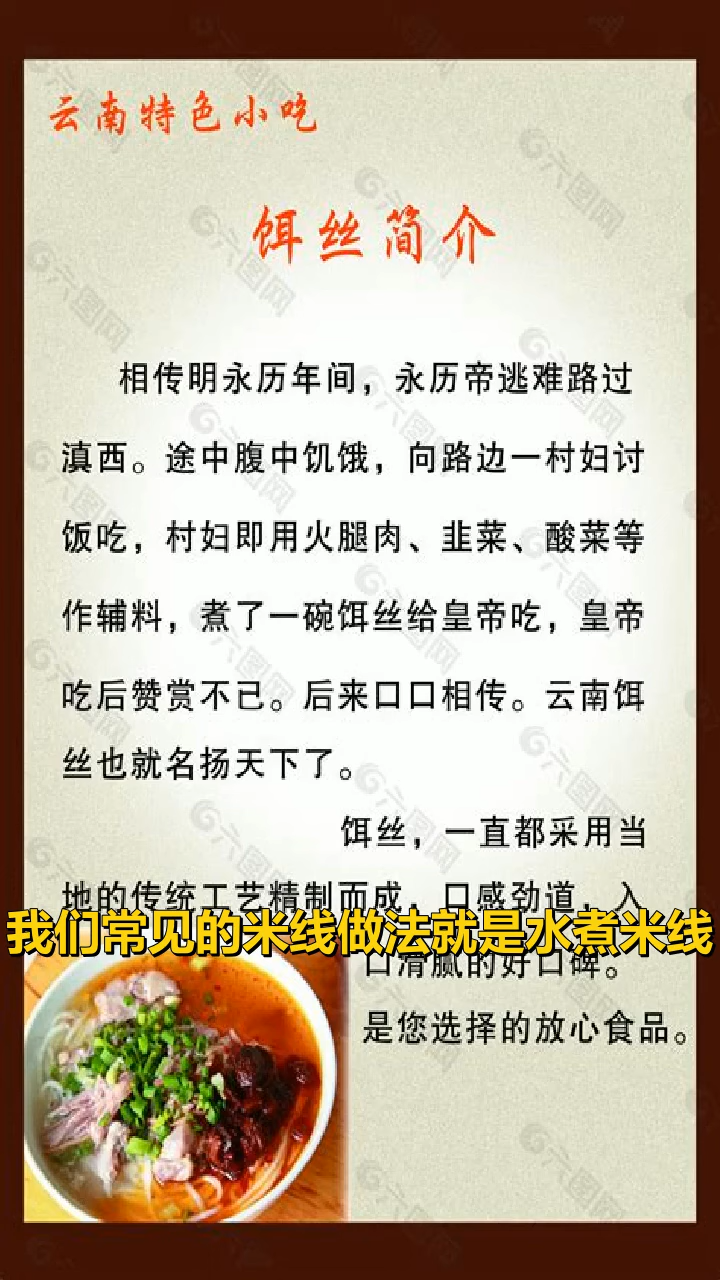 云南特色小吃
饵丝简介
相传明永历年间，永历帝逃难路过
滇西。途中腹中饥饿，向路边一村妇讨
饭吃，村妇即用火腿肉、韭菜、酸菜等
作辅料，煮了一碗饵丝给皇帝吃，皇帝
吃后赞赏不已。后来口口相传。云南饵
丝也就名扬天下了。
饵丝，一直都采用当
地的传统工艺精制而成，口感劲道，入
我们常见的米线做法就是水煮米线
口滑腻的好口碑。
是您选择的放心食品。
六图网